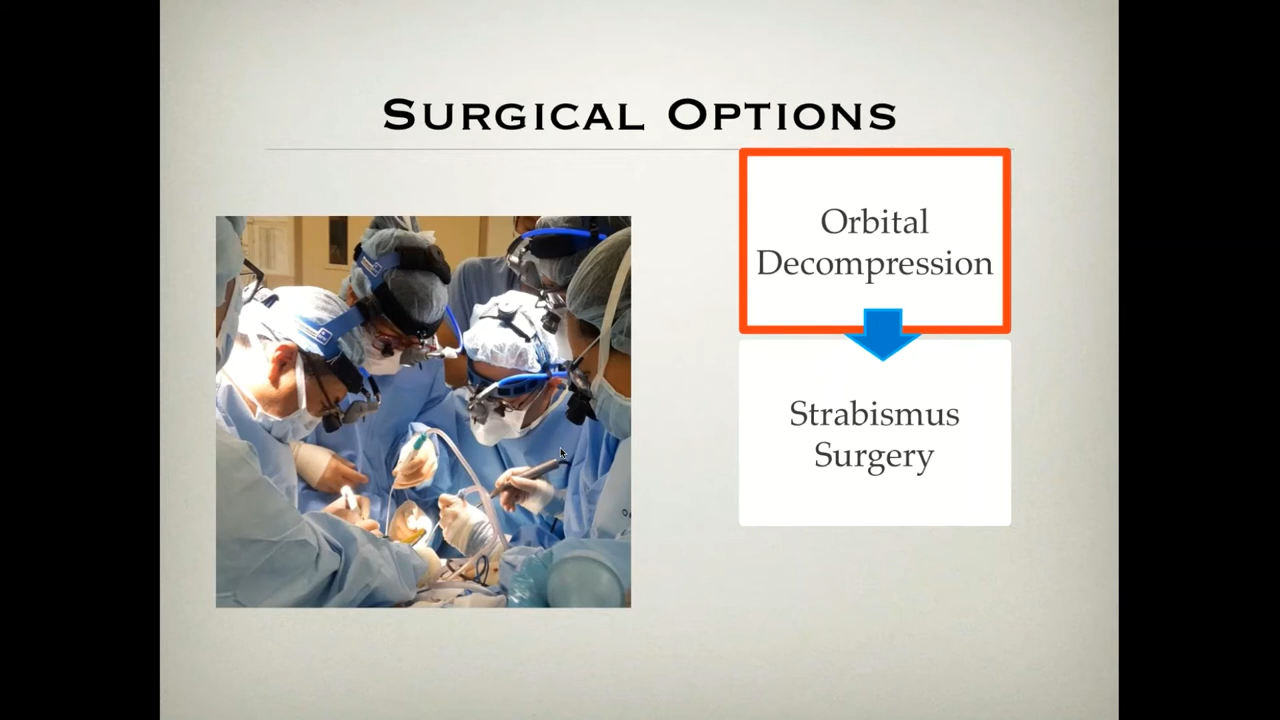 Surgical Options
Orbital
Decompression
Strabismus
Surgery